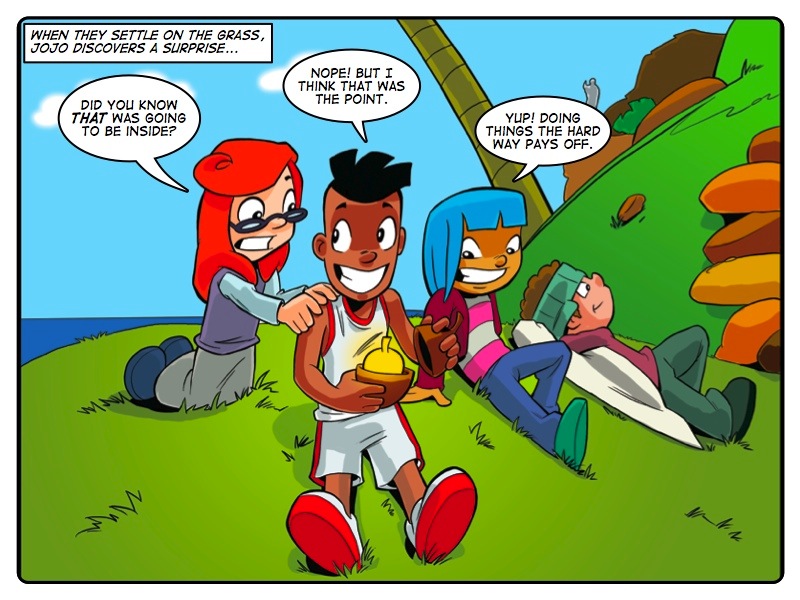 WHEN THEY SETTLE ON THE GRASS,
JOJO DISCOVERS A SURPRISE...
DID YOU KNOW
THAT WAS GOING
TO BE INSIDE?
NOPE! BUT I
THINK THAT WAS
THE POINT.
YUP! DOING
THINGS THE HARD
WAY PAYS OFF.